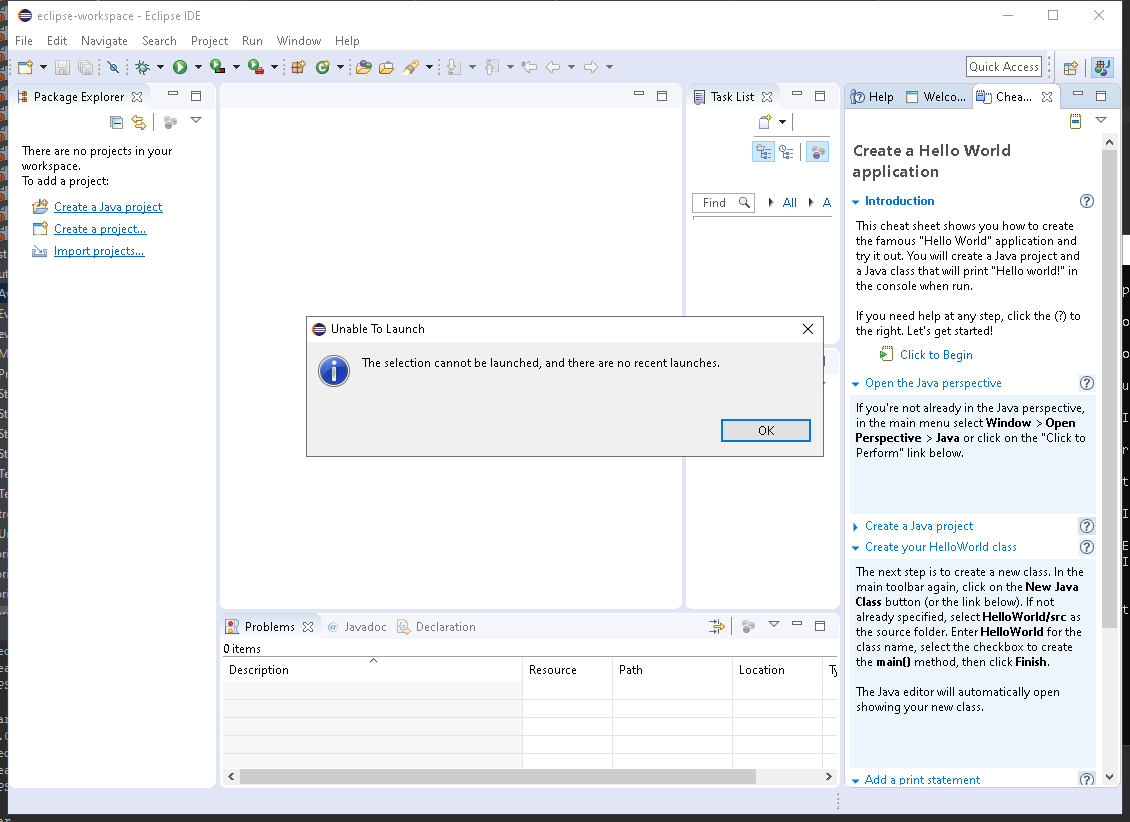 eclipse-workspace - Eclipse IDE
File Edit Navigate Search Project Run Window Help
Quick Access
Package Explorer
There are no projects in your
workspace.
To add a project:
Create a Java project
Create a project...
Import projects...
Task List
Find All A
Help Welco... Chea...
Create a Hello World
application
Introduction
This cheat sheet shows you how to create
the famous "Hello World" application and
try it out. You will create a Java project and
a Java class that will print "Hello world!" in
the console when run.
If you need help at any step, click the (?) to
the right. Let's get started!
Click to Begin
Open the Java perspective
If you're not already in the Java perspective,
in the main menu select Window > Open
Perspective > Java or click on the "Click to
Perform" link below.
Create a Java project
Create your HelloWorld class
The next step is to create a new class. In the
main toolbar again, click on the New Java
Class button (or the link below). If not
already specified, select HelloWorld/src as
the source folder. Enter HelloWorld for the
class name, select the checkbox to create
the main() method, then click Finish.
The Java editor will automatically open
showing your new class.
Add a print statement
Unable To Launch
The selection cannot be launched, and there are no recent launches.
OK
Problems @ Javadoc Declaration
0 items
Description Resource Path Location Ty